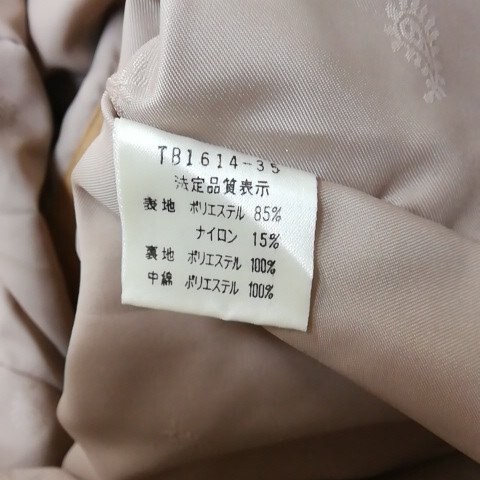 TB1614-35
法定品質表示
表地 ポリエステル 85%
ナイロン 15%
裏地 ポリエステル 100%
中綿 ポリエステル 100%